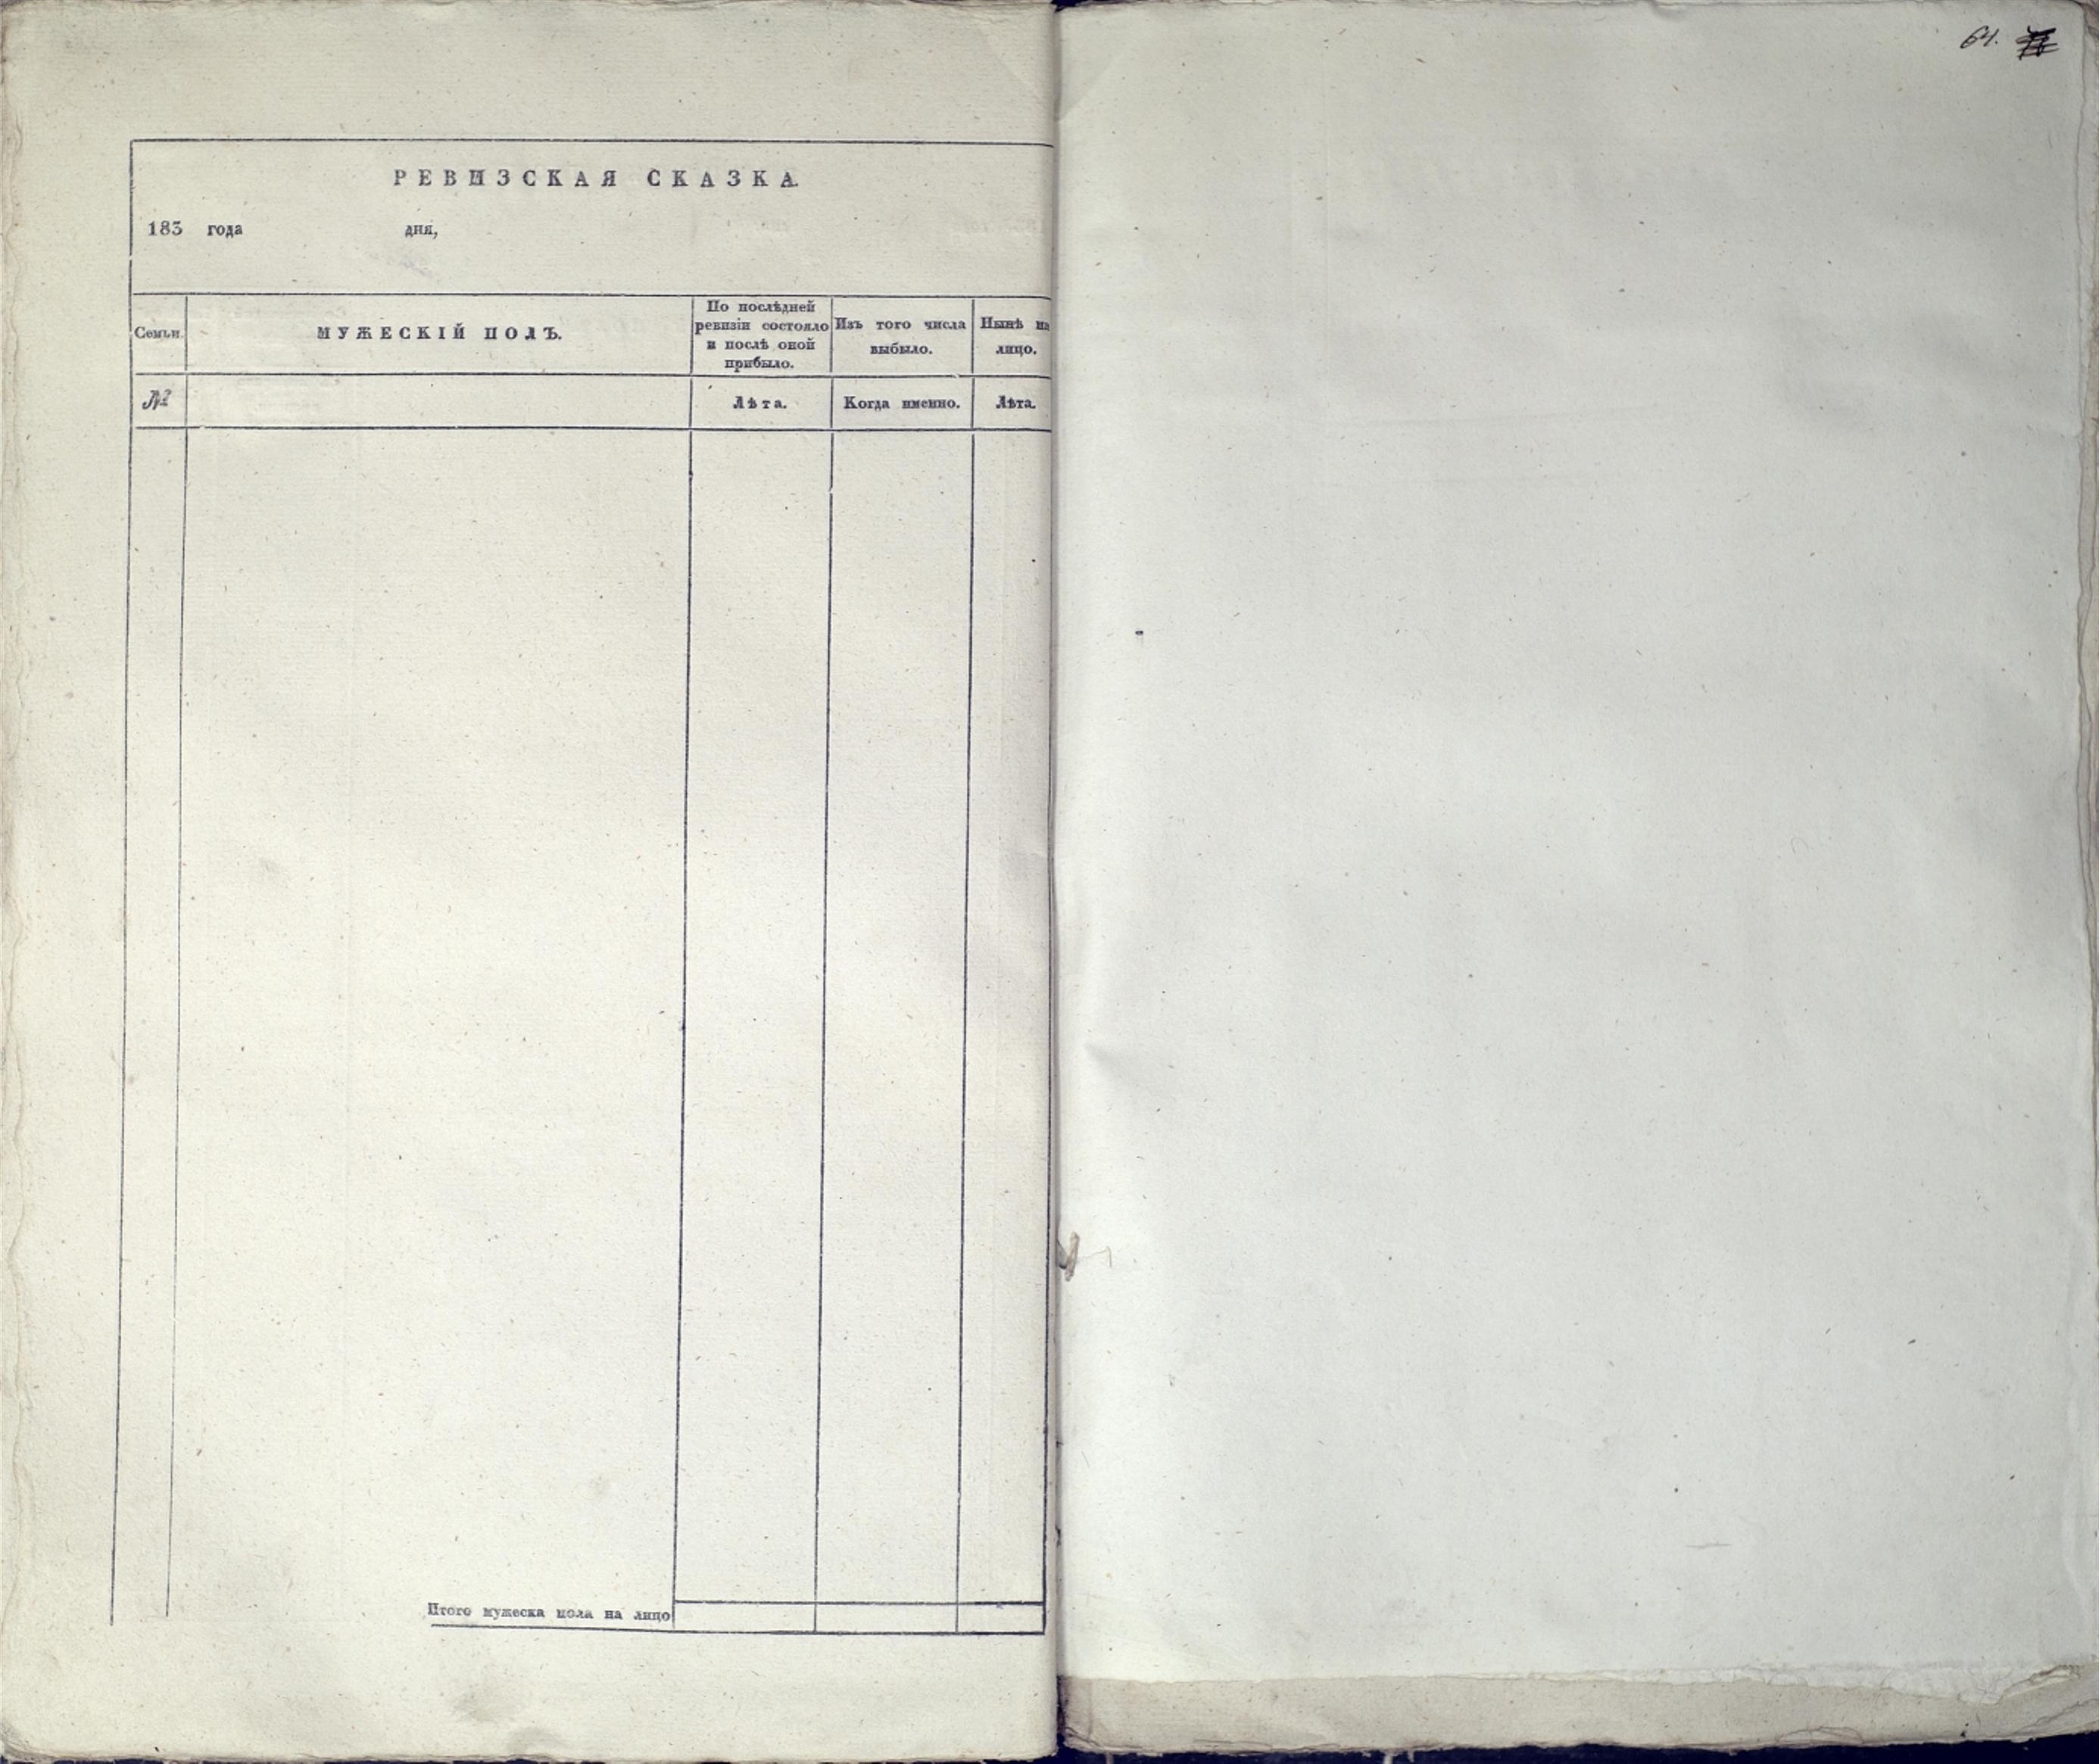 64.
РЕВИЗСКАЯ СКАЗКА.
183 года дня,
Семьи
МУЖЕСКІЙ ПОЛЪ.
По послѣдней
ревизіи состояло
и послѣ оной
прибыло.
Изъ того числа
выбыло.
Нынѣ на
лицо.
№
Лѣта.
Когда именно.
Лѣта.
Итого мужеска пола на лицо